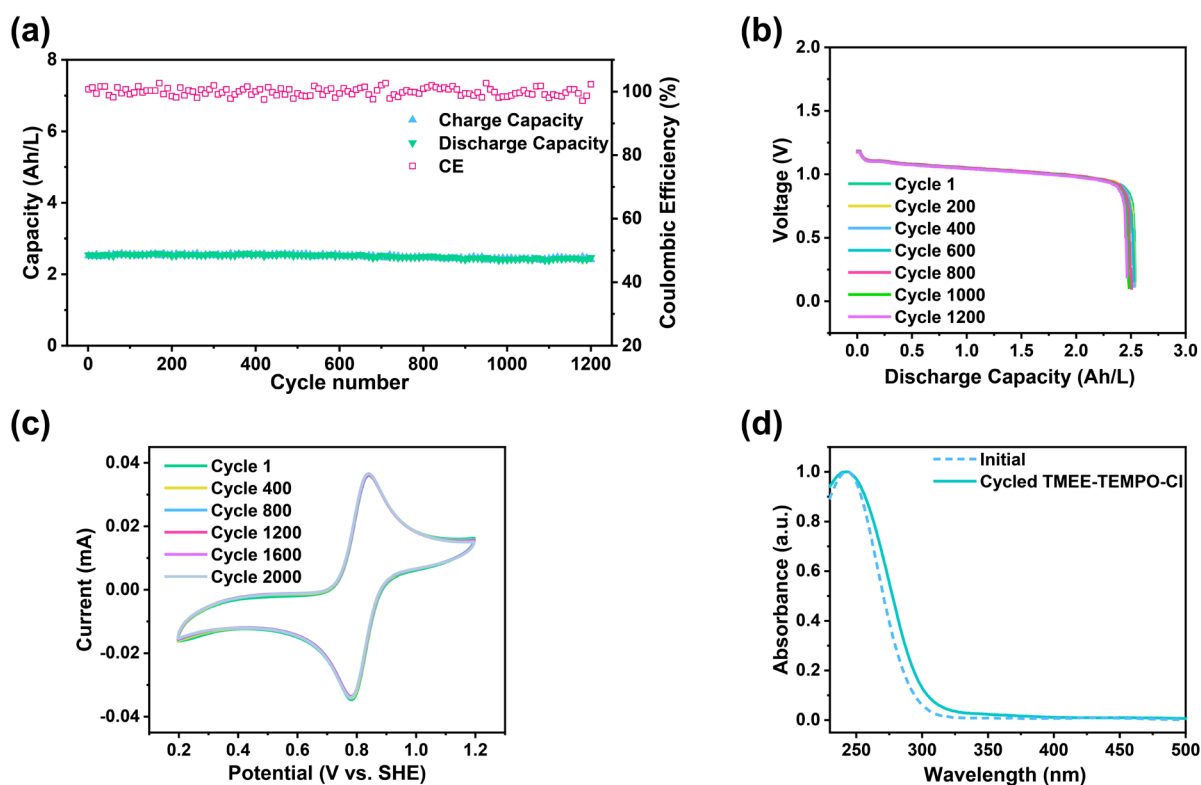 (a)
8
6
4
2
0
Capacity (Ah/L)
100
80
60
40
20
Coulombic Efficiency (%)
Charge Capacity
Discharge Capacity
CE
0 200 400 600 800 1000 1200
Cycle number
(b)
2.0
1.5
1.0
0.5
0.0
Voltage (V)
Cycle 1
Cycle 200
Cycle 400
Cycle 600
Cycle 800
Cycle 1000
Cycle 1200
0.0 0.5 1.0 1.5 2.0 2.5 3.0
Discharge Capacity (Ah/L)
(c)
0.04
0.02
0.00
-0.02
-0.04
Current (mA)
Cycle 1
Cycle 400
Cycle 800
Cycle 1200
Cycle 1600
Cycle 2000
0.2 0.4 0.6 0.8 1.0 1.2
Potential (V vs. SHE)
(d)
1.0
0.8
0.6
0.4
0.2
0.0
Absorbance (a.u.)
Initial
Cycled TMEE-TEMPO-Cl
250 300 350 400 450 500
Wavelength (nm)